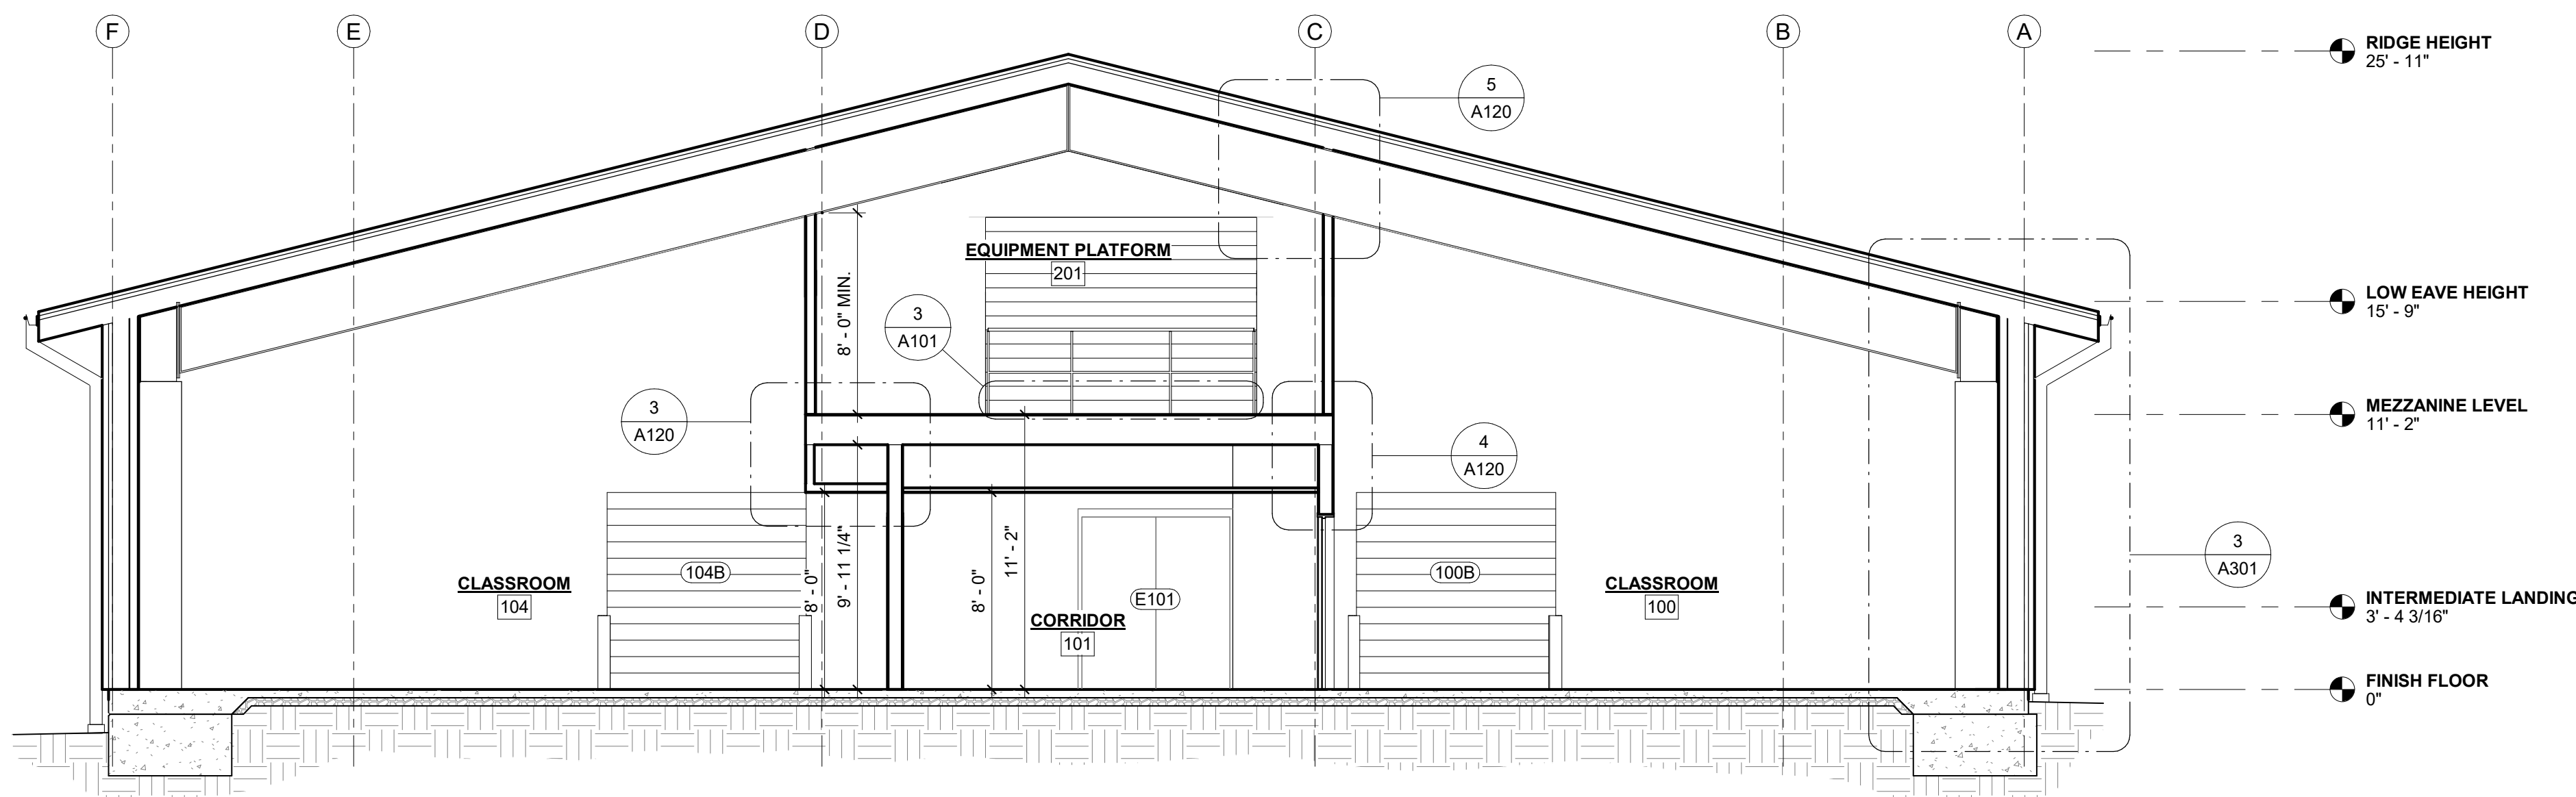 F
E
D
C
B
A
RIDGE HEIGHT
25' - 11"
5
A120
EQUIPMENT PLATFORM
201
LOW EAVE HEIGHT
15' - 9"
8' - 0" MIN.
3
A101
3
A120
MEZZANINE LEVEL
11' - 2"
4
A120
3
A301
CLASSROOM
104
104B
8' - 0"
9' - 11 1/4"
8' - 0"
11' - 2"
CORRIDOR
101
E101
100B
CLASSROOM
100
INTERMEDIATE LANDING
3' - 4 3/16"
FINISH FLOOR
0"